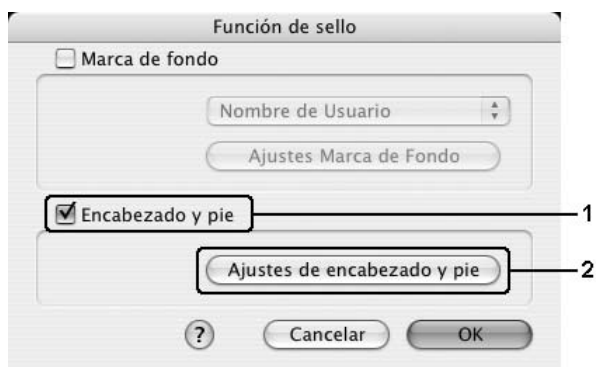 Función de sello
Marca de fondo
Nombre de Usuario
Ajustes Marca de Fondo
Encabezado y pie
1
Ajustes de encabezado y pie
2
?
Cancelar
OK